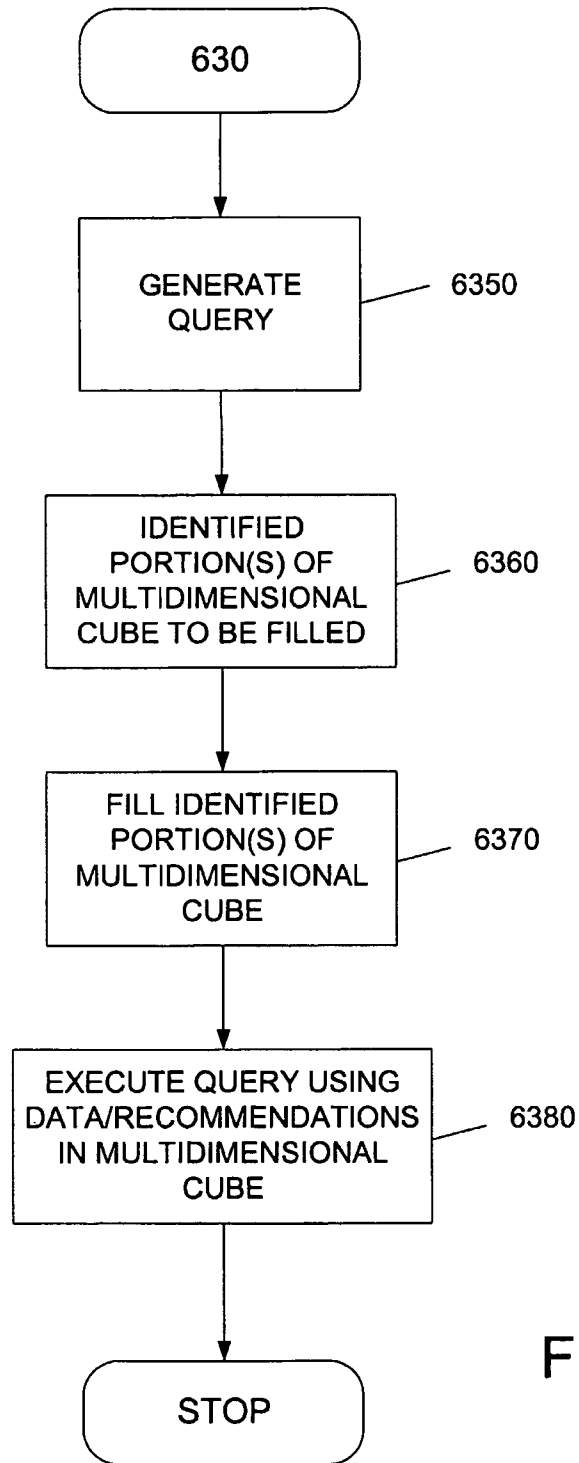 630
GENERATE
QUERY
6350
IDENTIFIED
PORTION(S) OF
MULTIDIMENSIONAL
CUBE TO BE FILLED
6360
FILL IDENTIFIED
PORTION(S) OF
MULTIDIMENSIONAL
CUBE
6370
EXECUTE QUERY USING
DATA/RECOMMENDATIONS
IN MULTIDIMENSIONAL
CUBE
6380
STOP
F